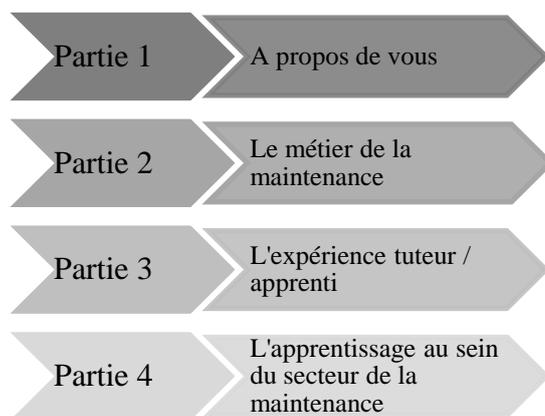 Partie 1
A propos de vous
Partie 2
Le métier de la
maintenance
Partie 3
L'expérience tuteur /
apprenti
Partie 4
L'apprentissage au sein
du secteur de la
maintenance